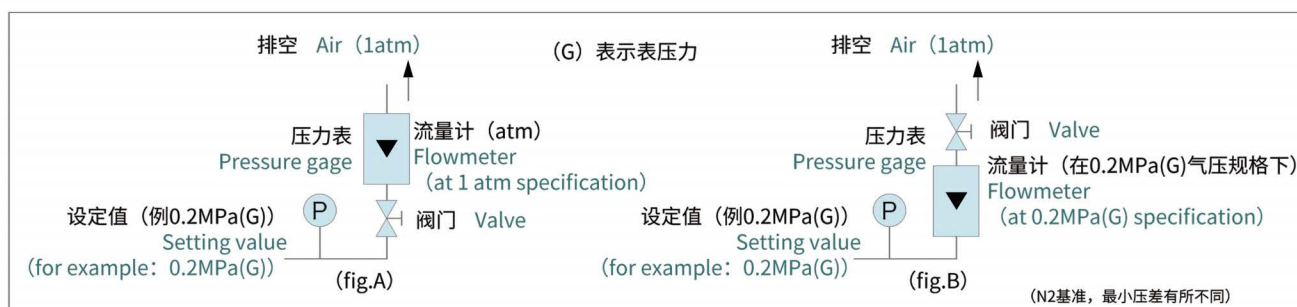 排空 Air（1atm）
（G）表示表压力
排空 Air（1atm）
压力表
Pressure gage
流量计（atm）
Flowmeter
（at 1 atm specification）
设定值（例0.2MPa(G)）
Setting value
（for example：0.2MPa(G)）
P
阀门 Valve
（fig.A）
阀门 Valve
压力表
Pressure gage
流量计（在0.2MPa(G)气压规格下）
Flowmeter
（at 0.2MPa(G) specification）
设定值（例0.2MPa(G)）
Setting value
（for example：0.2MPa(G)）
P
（fig.B）
（N2基准，最小压差有所不同）